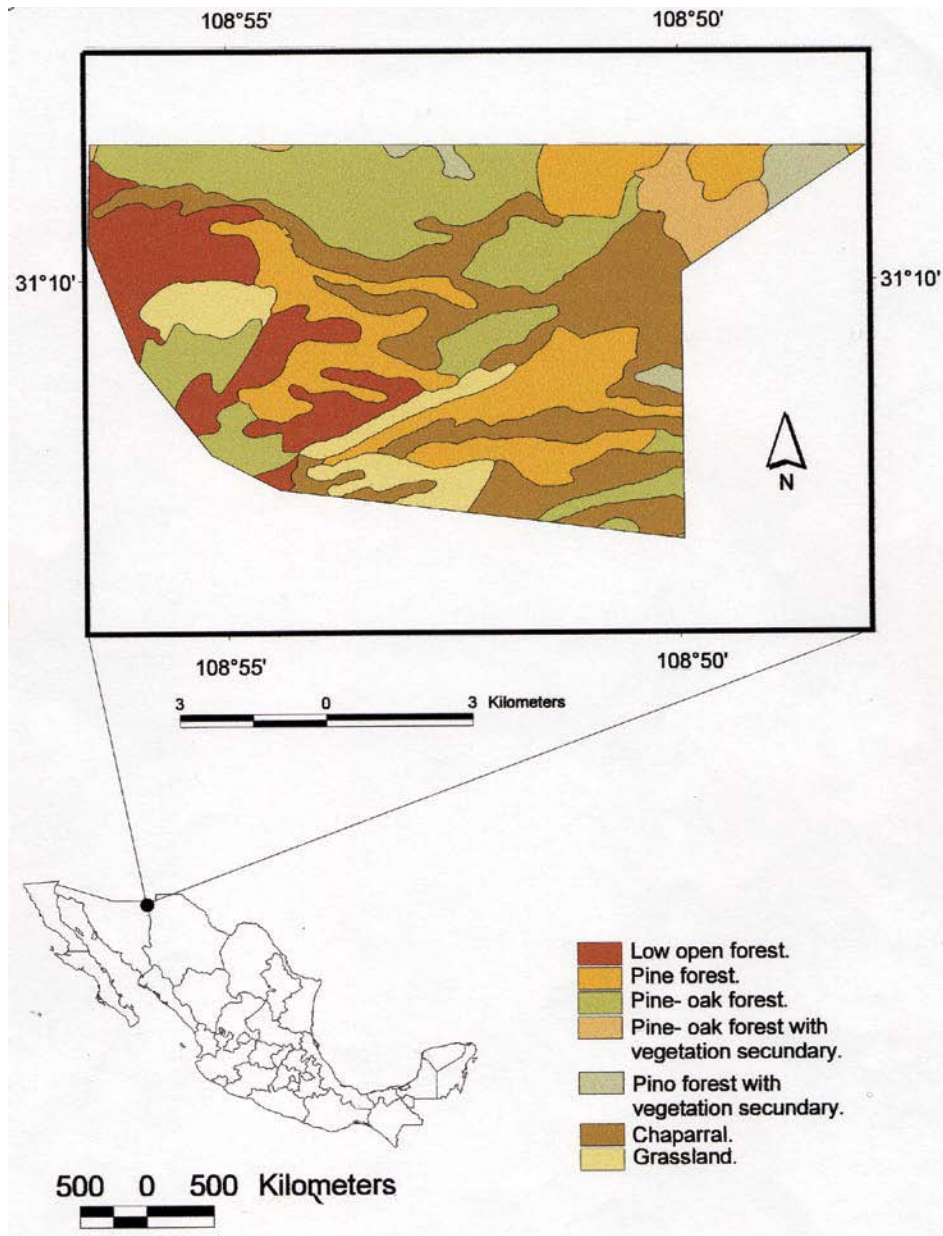 108°55'
108°50'
31°10'
31°10'
N
108°55'
108°50'
3 0 3 Kilometers
Low open forest.
Pine forest.
Pine- oak forest.
Pine- oak forest with
vegetation secundary.
Pino forest with
vegetation secundary.
Chaparral.
Grassland.
500 0 500 Kilometers